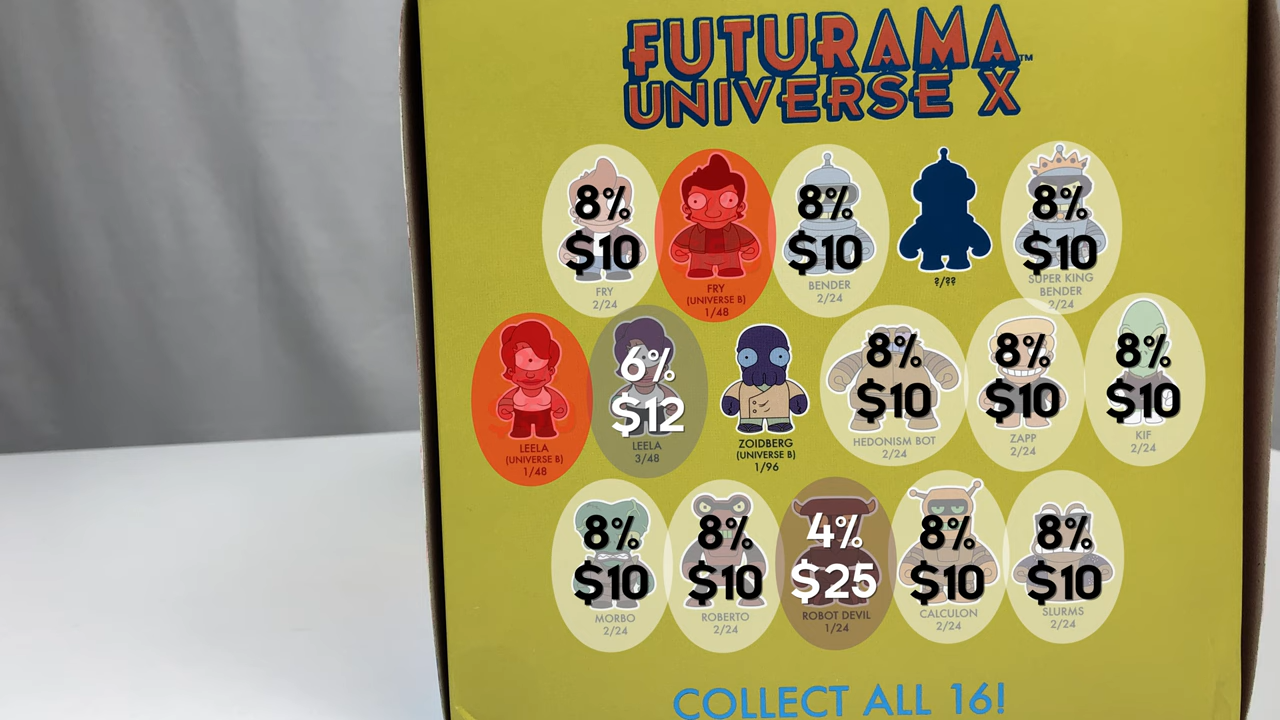 FUTURAMA™
UNIVERSE X
8%
$10
FRY
2/24
FRY
(UNIVERSE B)
1/48
8%
$10
BENDER
2/24
?/??
8%
$10
SUPER KING
BENDER
2/24
LEELA
(UNIVERSE B)
1/48
6%
$12
LEELA
3/48
ZOIDBERG
(UNIVERSE B)
1/96
8%
$10
HEDONISM BOT
2/24
8%
$10
ZAPP
2/24
8%
$10
KIF
2/24
8%
$10
MORBO
2/24
8%
$10
ROBERTO
2/24
4%
$25
ROBOT DEVIL
1/24
8%
$10
CALCULON
2/24
8%
$10
SLURMS
2/24
COLLECT ALL 16!